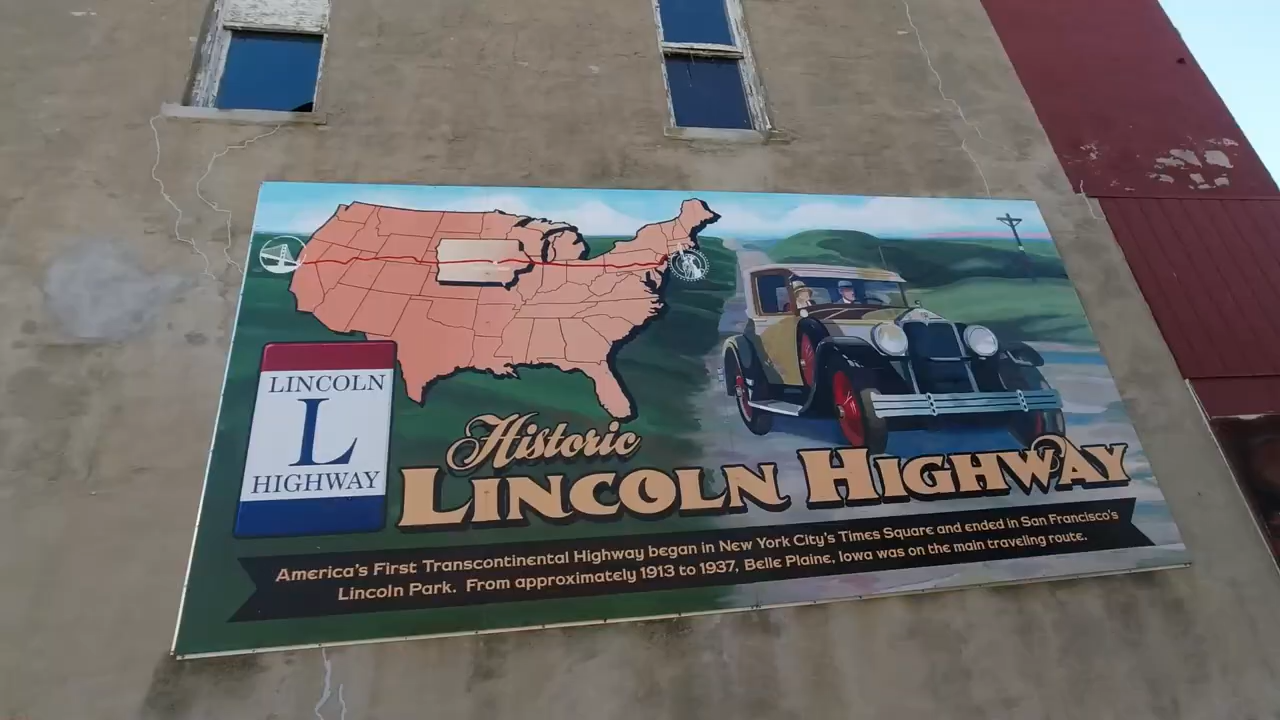 LINCOLN
L
HIGHWAY
Historic
LINCOLN HIGHWAY
America's First Transcontinental Highway began in New York City's Times Square and ended in San Francisco's
Lincoln Park. From approximately 1913 to 1937, Belle Plaine, Iowa was on the main traveling route.